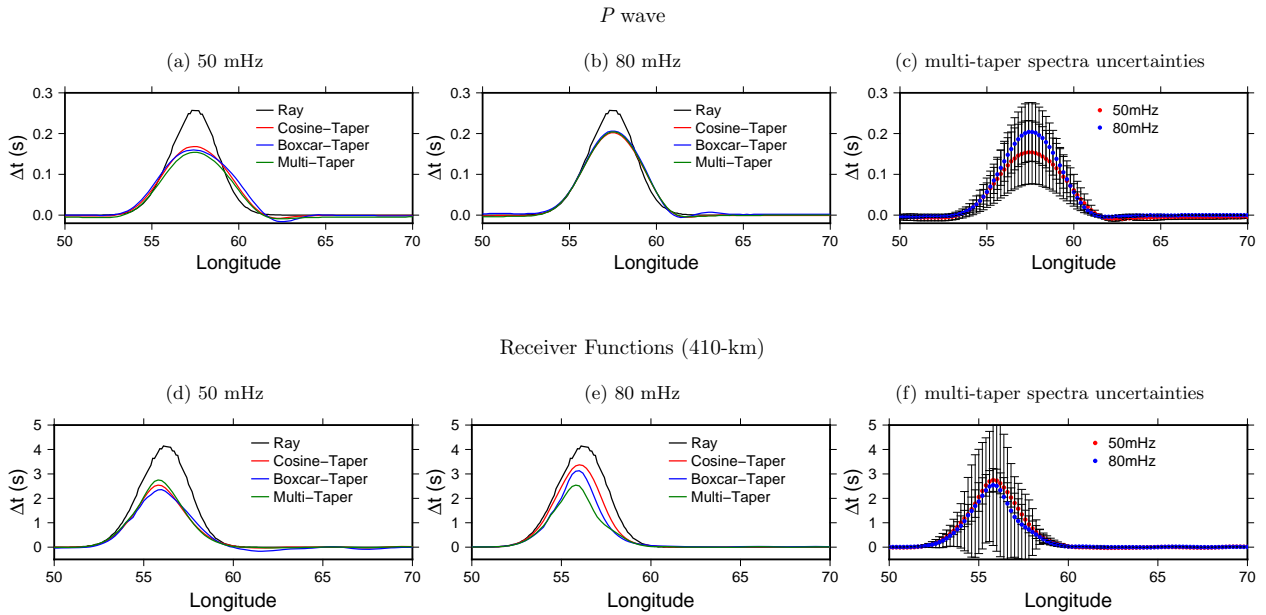 P wave
(a) 50 mHz
(b) 80 mHz
(c) multi-taper spectra uncertainties
0.3
0.2
0.1
0.0
Δt (s)
Ray
Cosine−Taper
Boxcar−Taper
Multi−Taper
50 55 60 65 70
Longitude
0.3
0.2
0.1
0.0
Δt (s)
Ray
Cosine−Taper
Boxcar−Taper
Multi−Taper
50 55 60 65 70
Longitude
0.3
0.2
0.1
0.0
Δt (s)
50mHz
80mHz
50 55 60 65 70
Longitude
Receiver Functions (410-km)
(d) 50 mHz
(e) 80 mHz
(f) multi-taper spectra uncertainties
5
4
3
2
1
0
Δt (s)
Ray
Cosine−Taper
Boxcar−Taper
Multi−Taper
50 55 60 65 70
Longitude
5
4
3
2
1
0
Δt (s)
Ray
Cosine−Taper
Boxcar−Taper
Multi−Taper
50 55 60 65 70
Longitude
5
4
3
2
1
0
Δt (s)
50mHz
80mHz
50 55 60 65 70
Longitude